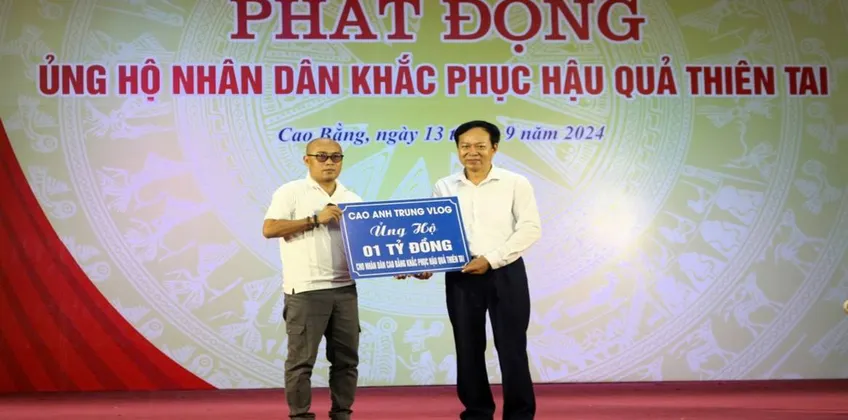 PHÁT ĐỘNG
ỦNG HỘ NHÂN DÂN KHẮC PHỤC HẬU QUẢ THIÊN TAI
Cao Bằng, ngày 13 9 năm 2024
CAO ANH TRUNG VLOG
Ủng Hộ
01 TỶ ĐỒNG
CHO NHÂN DÂN CAO BẰNG KHẮC PHỤC HẬU QUẢ THIÊN TAI